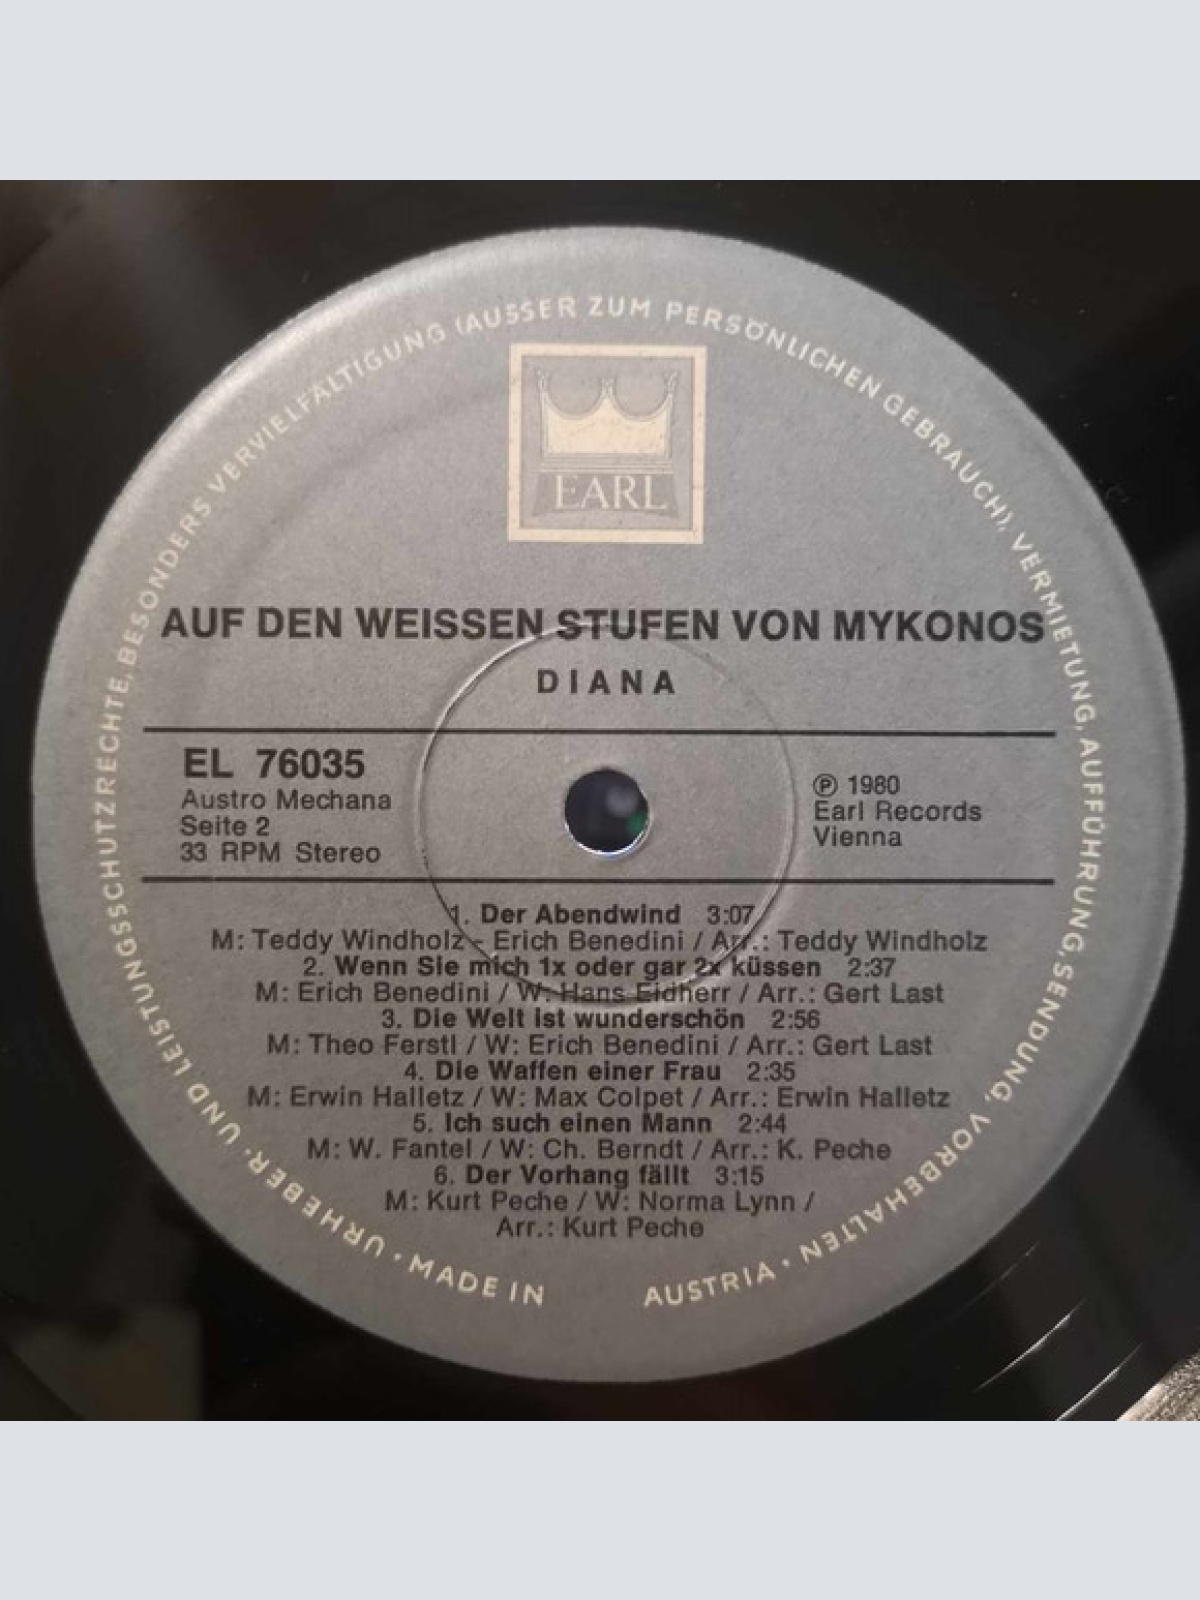 URHEBER- UND LEISTUNGSSCHUTZRECHTE, BESONDERS VERVIELFÄLTIGUNG (AUSSER ZUM PERSÖNLICHEN GEBRAUCH), VERMIETUNG, AUFFÜHRUNG, SENDUNG, VORBEHALTEN · MADE IN AUSTRIA ·
EARL
AUF DEN WEISSEN STUFEN VON MYKONOS
DIANA
EL 76035
Austro Mechana
Seite 2
33 RPM Stereo
℗ 1980
Earl Records
Vienna
1. Der Abendwind 3:07
M: Teddy Windholz - Erich Benedini / Arr.: Teddy Windholz
2. Wenn Sie mich 1x oder gar 2x küssen 2:37
M: Erich Benedini / W: Hans Eidherr / Arr.: Gert Last
3. Die Welt ist wunderschön 2:56
M: Theo Ferstl / W: Erich Benedini / Arr.: Gert Last
4. Die Waffen einer Frau 2:35
M: Erwin Halletz / W: Max Colpet / Arr.: Erwin Halletz
5. Ich such einen Mann 2:44
M: W. Fantel / W: Ch. Berndt / Arr.: K. Peche
6. Der Vorhang fällt 3:15
M: Kurt Peche / W: Norma Lynn /
Arr.: Kurt Peche